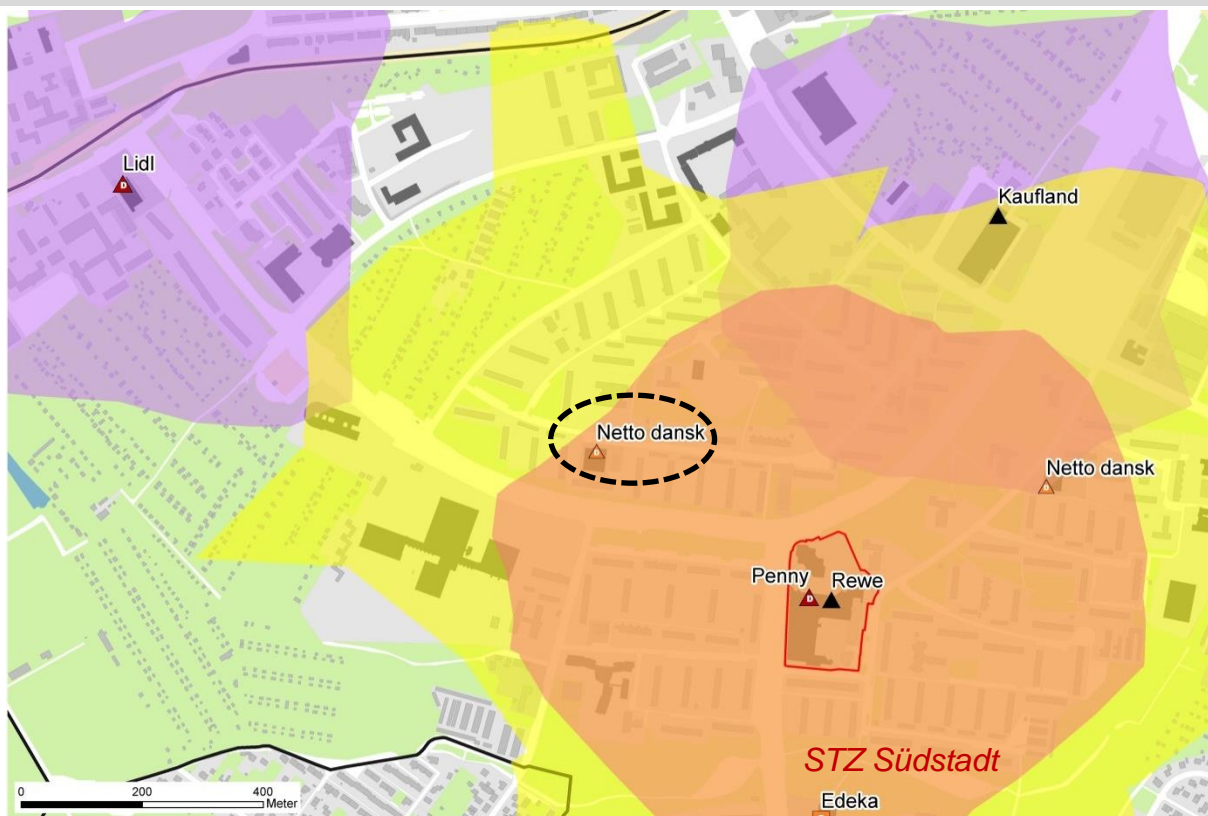 Lidl
D
Kaufland
Netto dansk
D
Netto dansk
D
Penny
Rewe
D
STZ Südstadt
0 200 400
Meter
Edeka